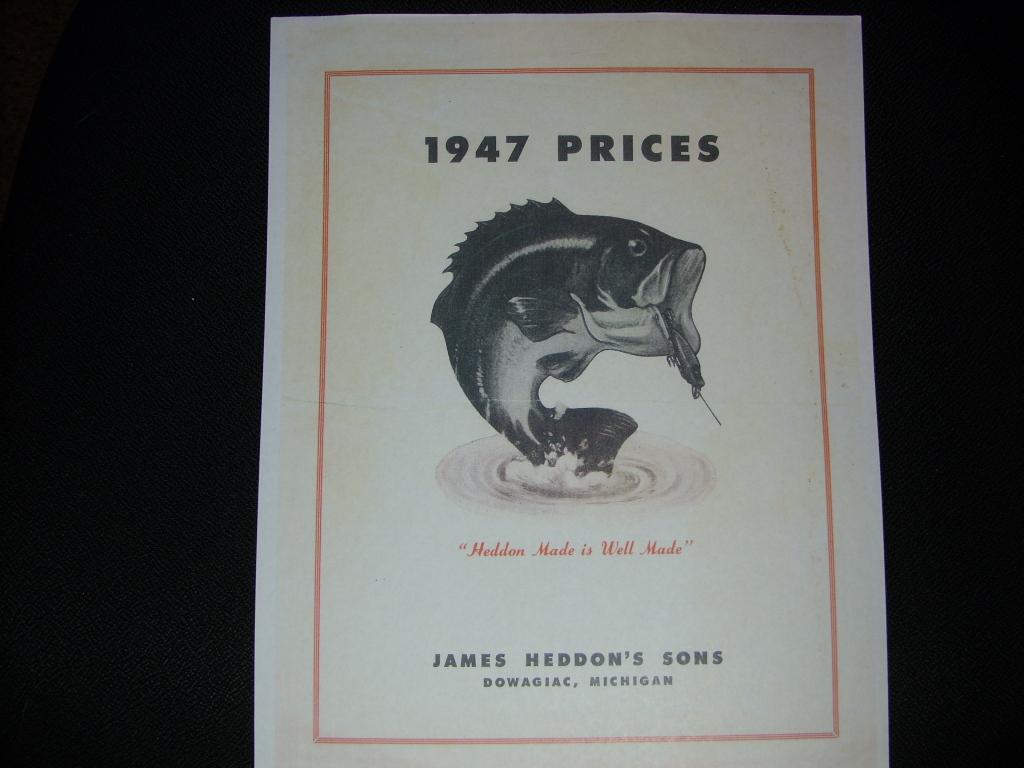 1947 PRICES
“Heddon Made is Well Made”
JAMES HEDDON'S SONS
DOWAGIAC, MICHIGAN